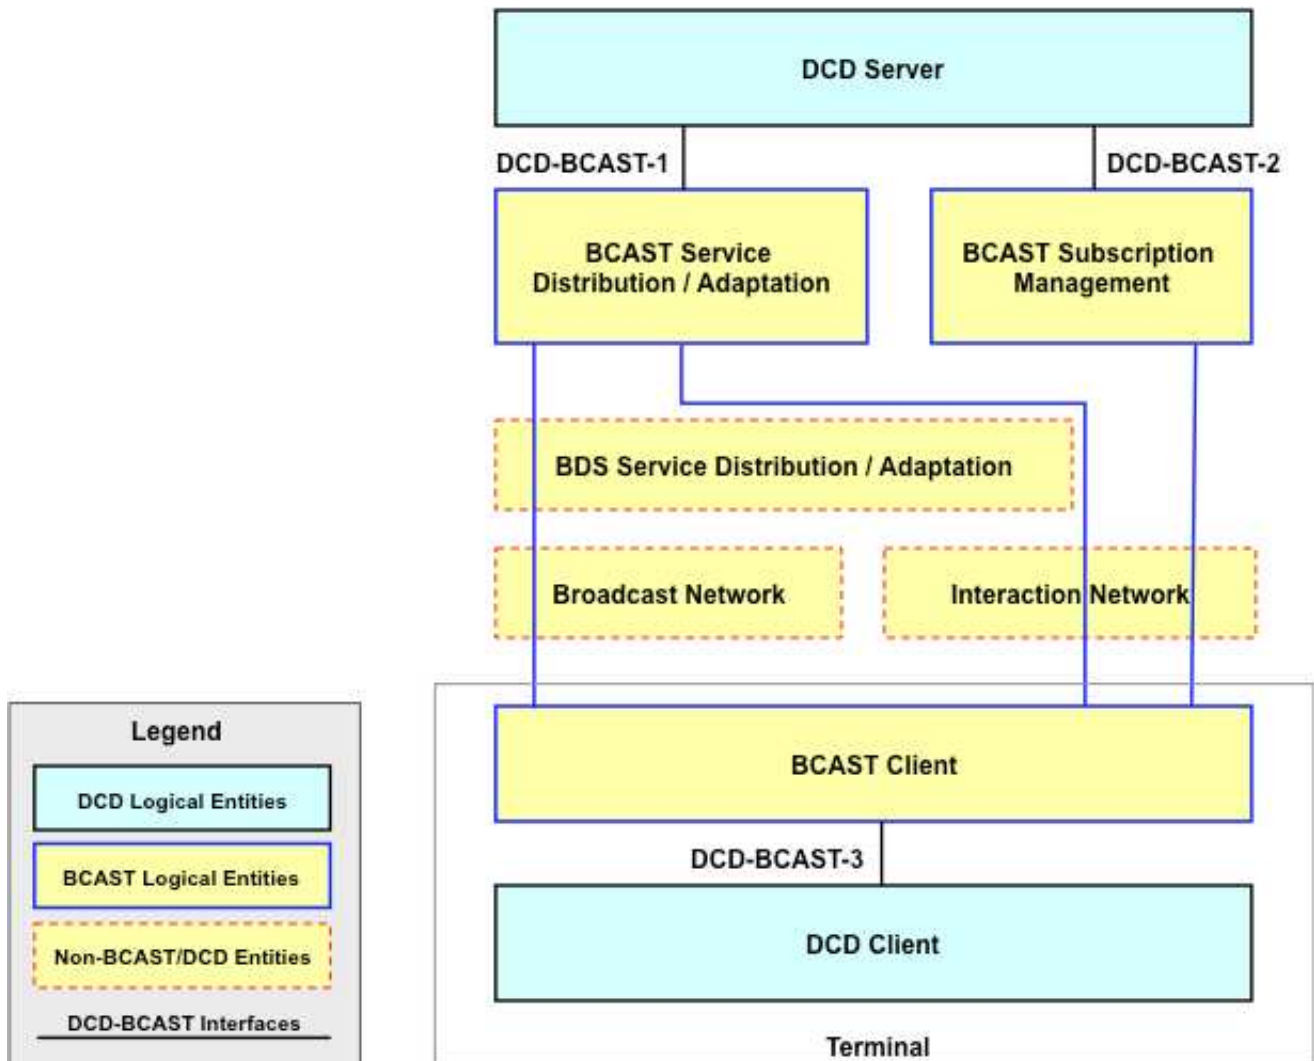 DCD Server
DCD-BCAST-1
DCD-BCAST-2
BCAST Service
Distribution / Adaptation
BCAST Subscription
Management
BDS Service Distribution / Adaptation
Broadcast Network
Interaction Network
BCAST Client
DCD-BCAST-3
DCD Client
Terminal
Legend
DCD Logical Entities
BCAST Logical Entities
Non-BCAST/DCD Entities
DCD-BCAST Interfaces